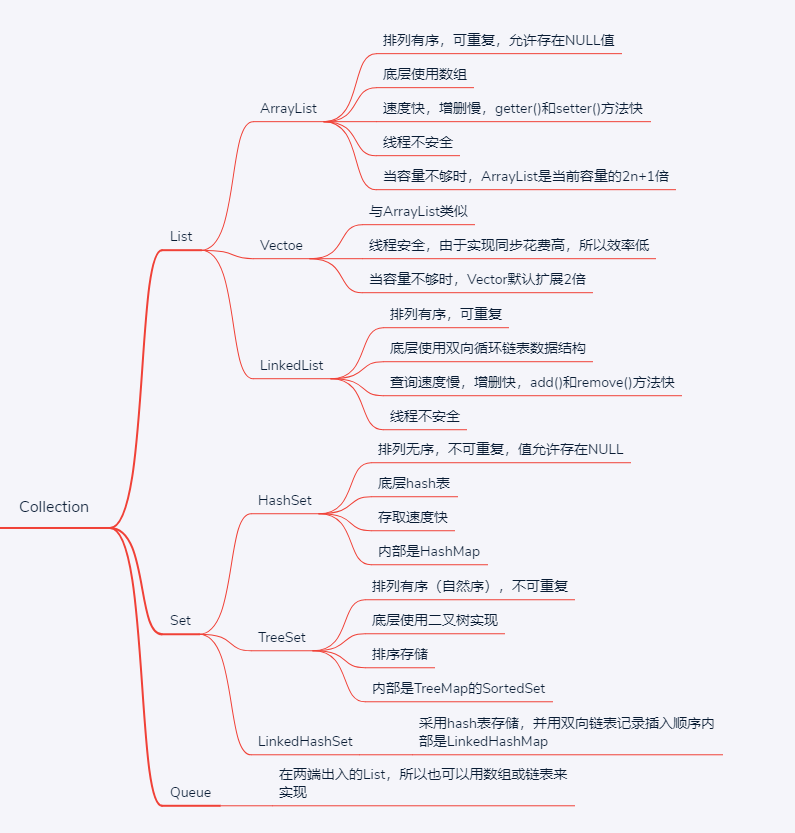 Collection
List
ArrayList
排列有序，可重复，允许存在NULL值
底层使用数组
速度快，增删慢，getter()和setter()方法快
线程不安全
当容量不够时，ArrayList是当前容量的2n+1倍
Vectoe
与ArrayList类似
线程安全，由于实现同步花费高，所以效率低
当容量不够时，Vector默认扩展2倍
LinkedList
排列有序，可重复
底层使用双向循环链表数据结构
查询速度慢，增删快，add()和remove()方法快
线程不安全
Set
HashSet
排列无序，不可重复，值允许存在NULL
底层hash表
存取速度快
内部是HashMap
TreeSet
排列有序（自然序）, 不可重复
底层使用二叉树实现
排序存储
内部是TreeMap的SortedSet
LinkedHashSet
采用hash表存储，并用双向链表记录插入顺序内
部是LinkedHashMap
Queue
在两端出入的List，所以也可以用数组或链表来
实现